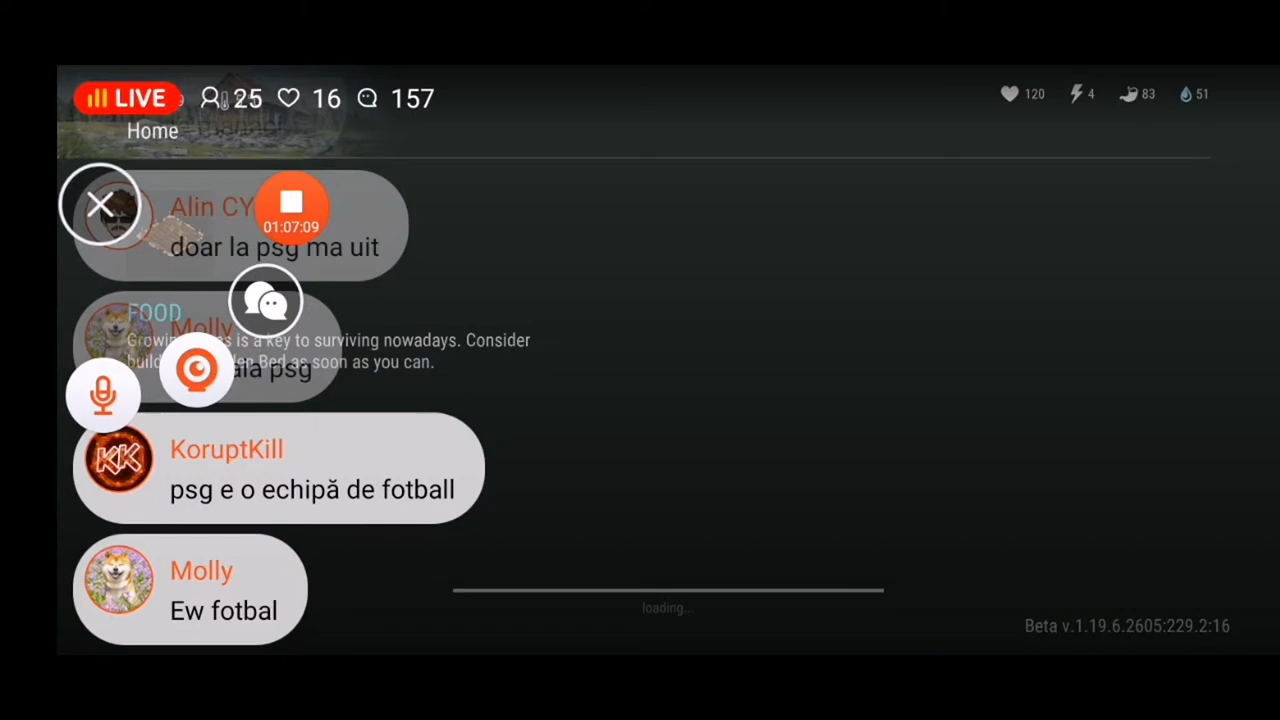 LIVE 25 16 157
120 4 83 51
Home
Alin CY
01:07:09
doar la psg ma uit
FOOD
Molly
is a key to surviving nowadays. Consider
Bed as soon as you can.
psg
KK
KoruptKill
psg e o echipă de fotball
Molly
Ew fotbal
loading...
Beta v.1.19.6.2605:229.2:16